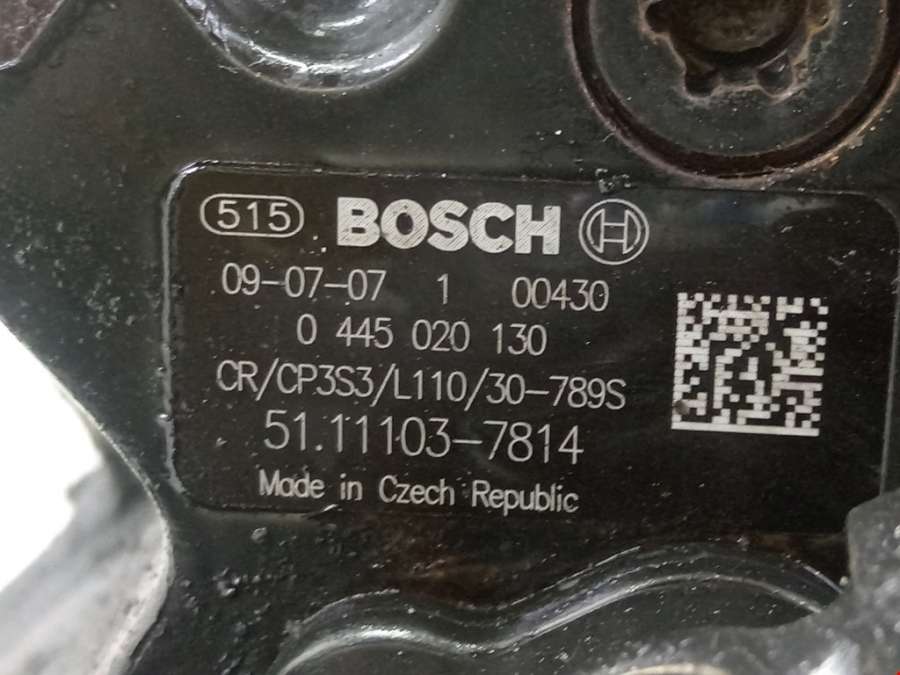 515 BOSCH
09-07-07 1 00430
0 445 020 130
CR/CP3S3/L110/30-789S
51.11103-7814
Made in Czech Republic